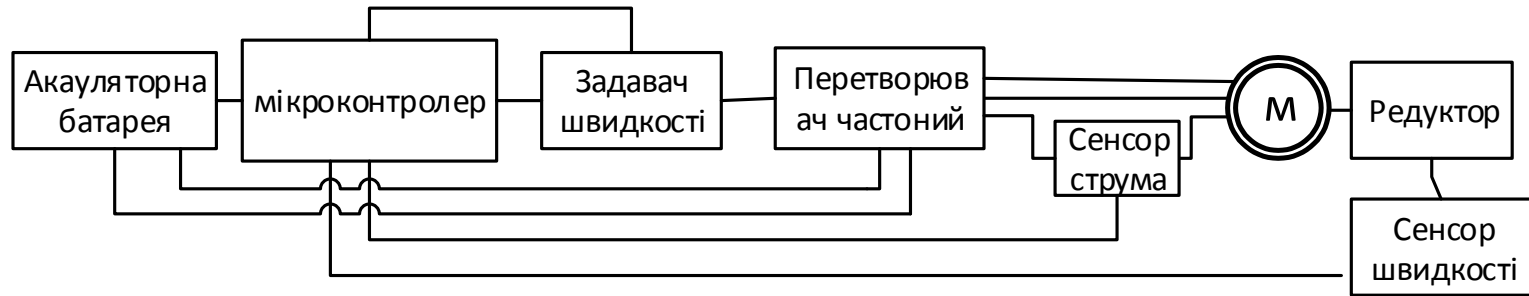 Акауляторна
батарея
мікроконтролер
Задавач
швидкості
Перетворюв
ач частоний
Сенсор
струма
М
Редуктор
Сенсор
швидкості